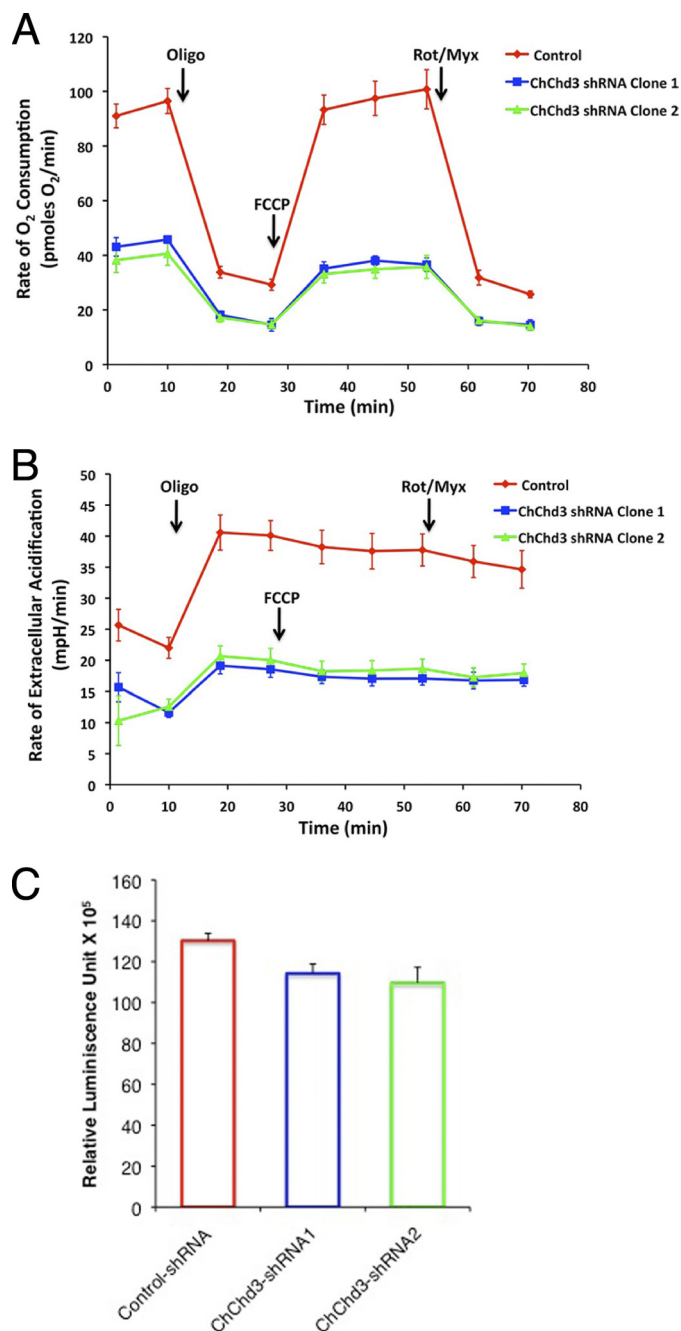 A
120
100
80
60
40
20
0
Rate of O2 Consumption
(pmoles O2/min)
Oligo
FCCP
Rot/Myx
Control
ChChd3 shRNA Clone 1
ChChd3 shRNA Clone 2
0 10 20 30 40 50 60 70 80
Time (min)
B
50
45
40
35
30
25
20
15
10
5
0
Rate of Extracellular Acidification
(mpH/min)
Oligo
FCCP
Rot/Myx
Control
ChChd3 shRNA Clone 1
ChChd3 shRNA Clone 2
0 10 20 30 40 50 60 70 80
Time (min)
C
160
140
120
100
80
60
40
20
0
Relative Luminiscence Unit X 10⁵
Control-shRNA
ChChd3-shRNA1
ChChd3-shRNA2